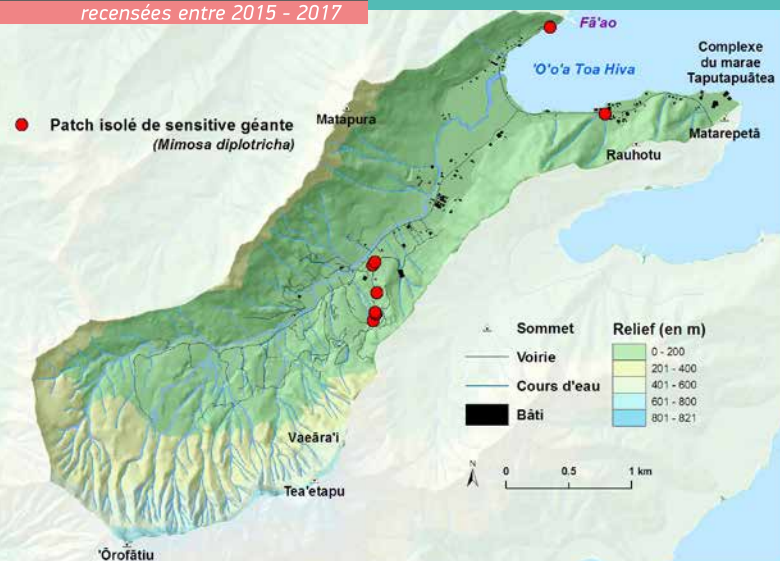 recensées entre 2015 - 2017
Fā'ao
'O'o'a Toa Hiva
Complexe
du marae
Taputapuātea
Patch isolé de sensitive géante
(Mimosa diplotricha)
Matapura
Matarepetā
Rauhotu
Sommet
Voirie
Cours d'eau
Bâti
Relief (en m)
0 - 200
201 - 400
401 - 600
601 - 800
801 - 821
Vaeāra'i
Tea'etapu
'Ōrofātiu
N
0 0.5 1 km